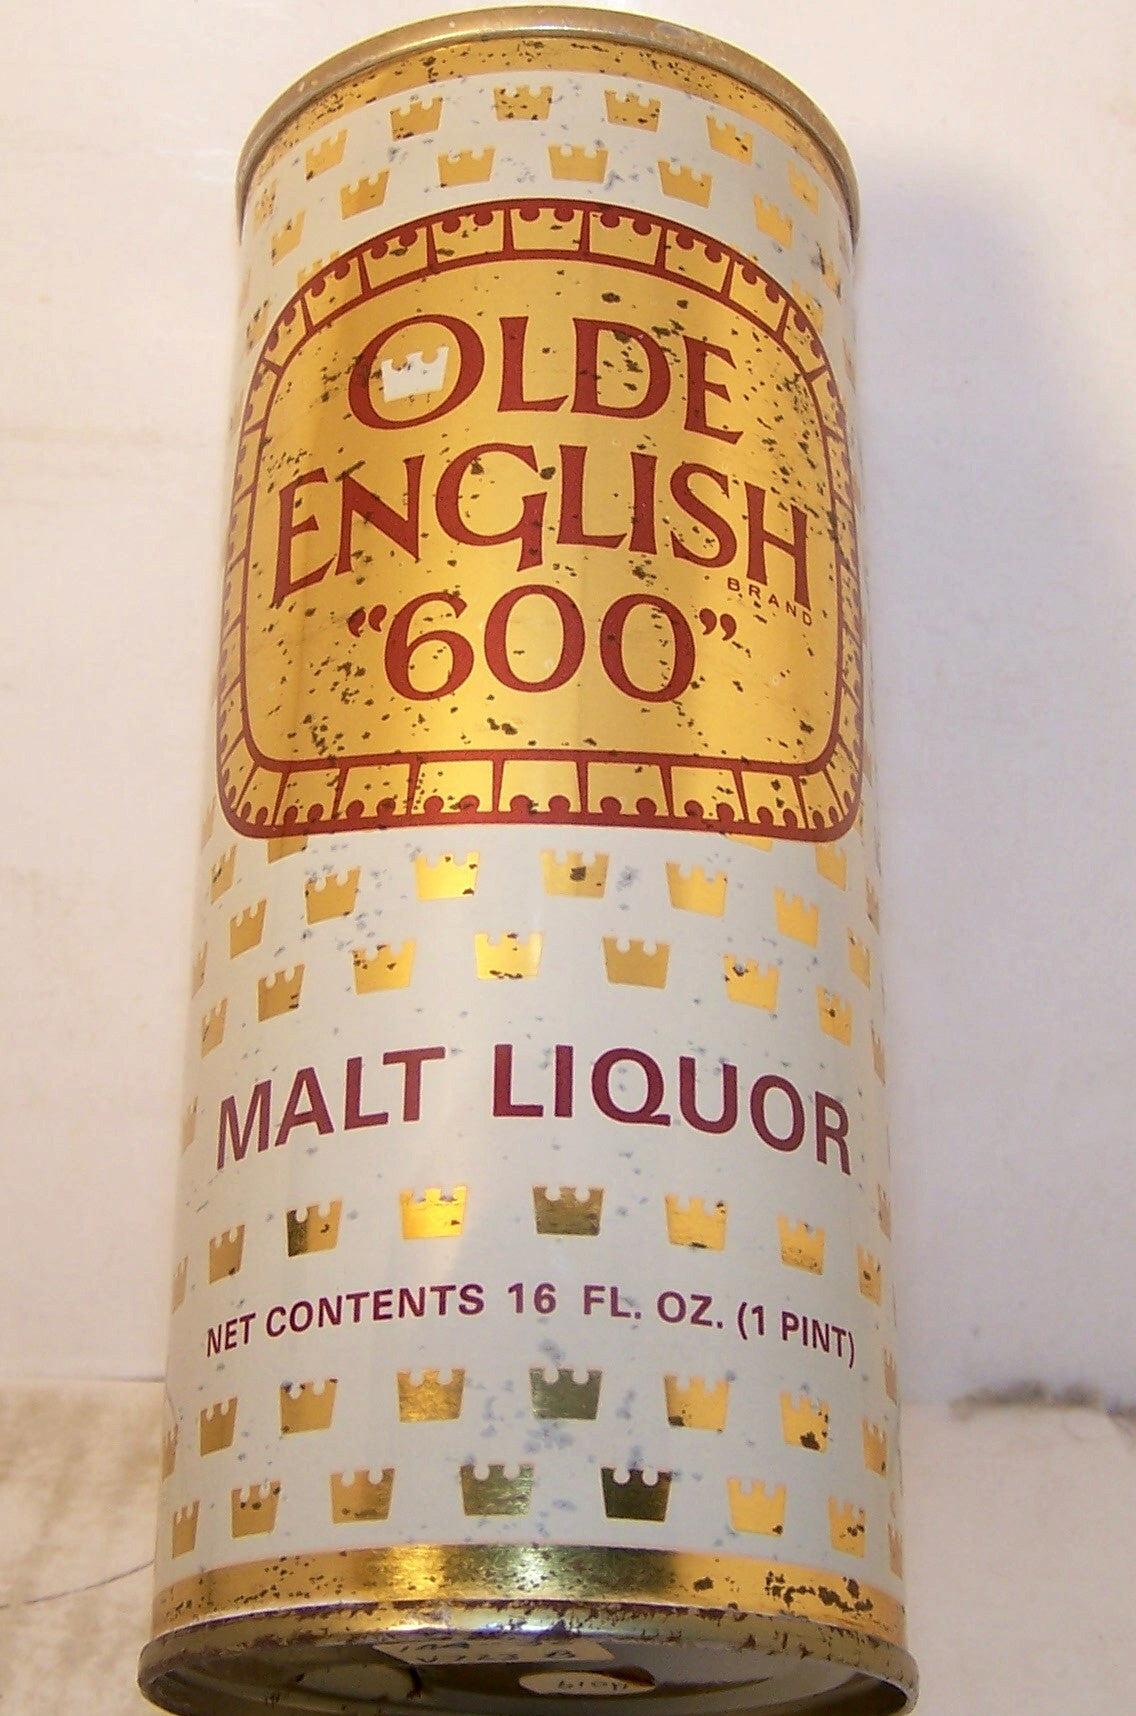 OLDE
ENGLISH
BRAND
"600"
MALT LIQUOR
NET CONTENTS 16 FL. OZ. (1 PINT)